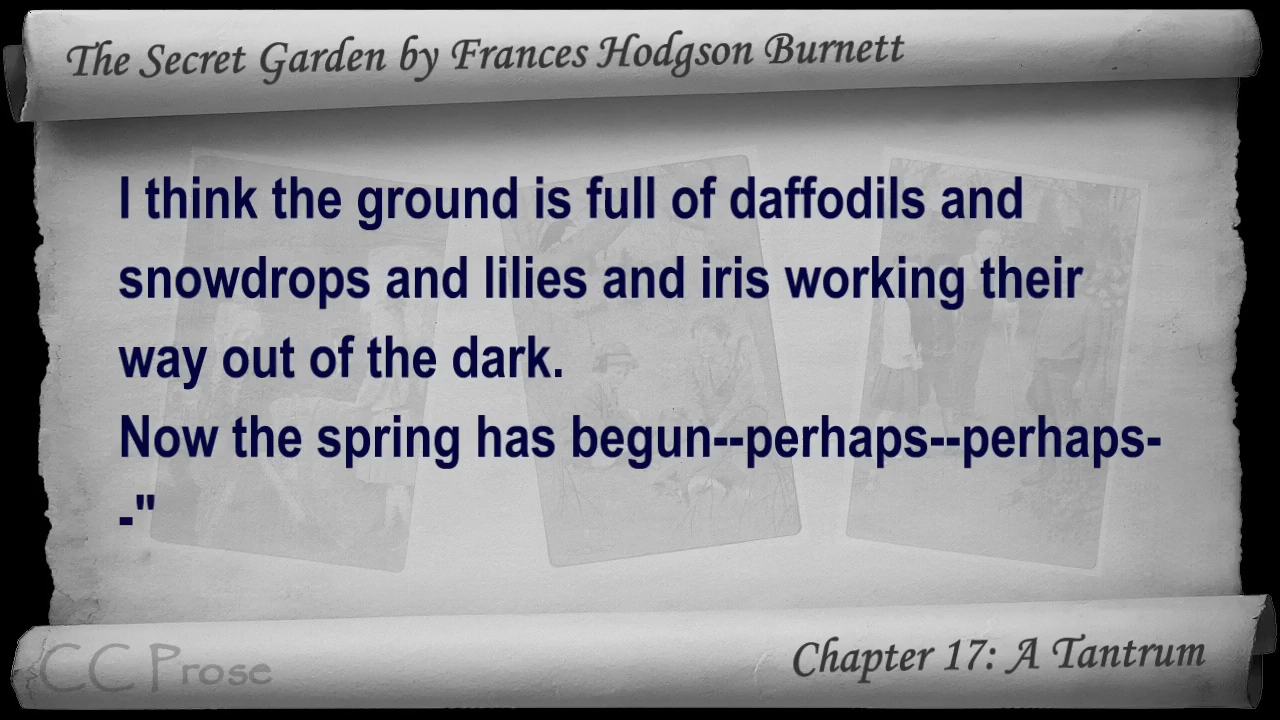 The Secret Garden by Frances Hodgson Burnett
I think the ground is full of daffodils and
snowdrops and lilies and iris working their
way out of the dark.
Now the spring has begun--perhaps--perhaps-
-"
CC Prose
Chapter 17: A Tantrum